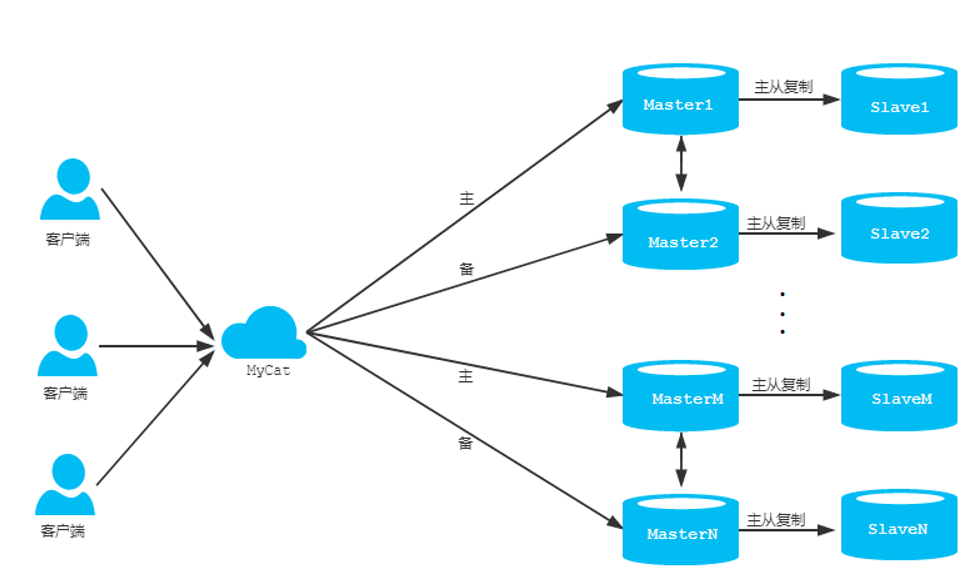 Master1
主从复制
Slave1
主
客户端
备
Master2
主从复制
Slave2
客户端
MyCat
主
MasterM
主从复制
SlaveM
备
客户端
MasterN
主从复制
SlaveN